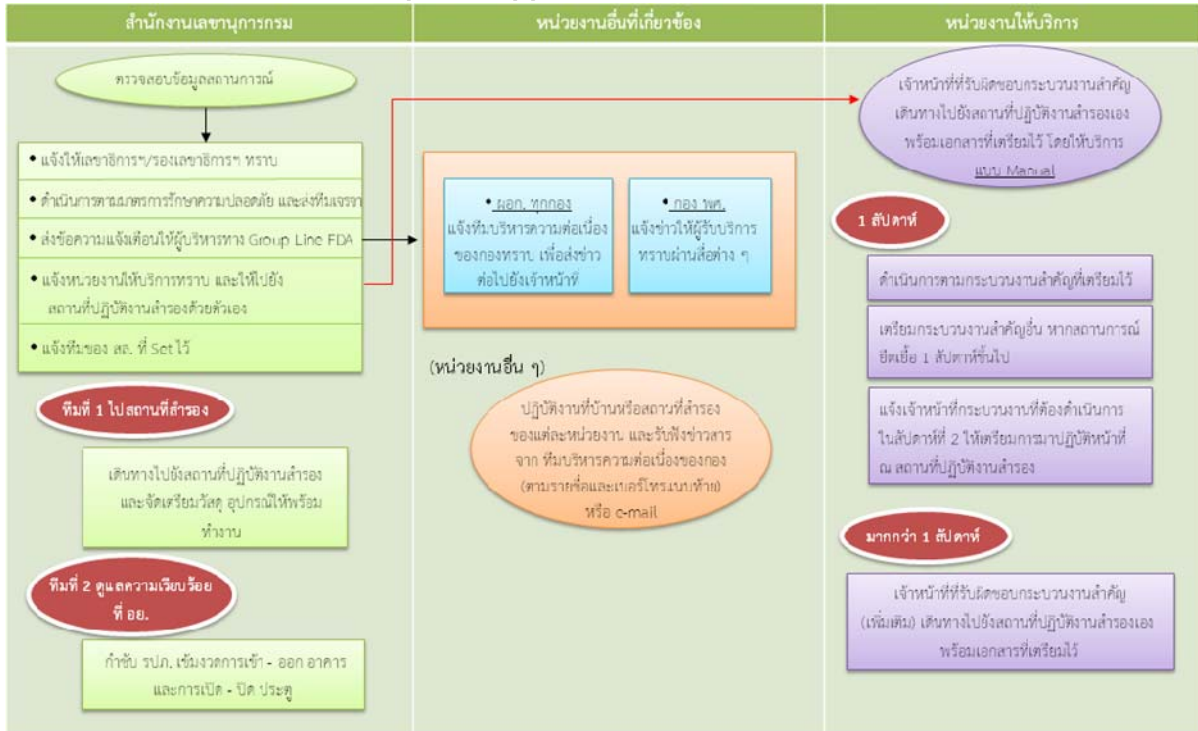 สำนักงานเลขานุการกรม
หน่วยงานอื่นที่เกี่ยวข้อง
หน่วยงานให้บริการ
ตรวจสอบข้อมูลสถานการณ์
• แจ้งให้เลขาธิการฯ/รองเลขาธิการฯ ทราบ
• ดำเนินการตามมาตรการรักษาความปลอดภัย และส่งทีมเจรจา
• ส่งข้อความแจ้งเตือนให้ผู้บริหารทาง Group Line FDA
• แจ้งหน่วยงานให้บริการทราบ และให้ไปยัง
สถานที่ปฏิบัติงานสำรองด้วยตัวเอง
• แจ้งทีมของ สล. ที่ Set ไว้
ทีมที่ 1 ไปสถานที่สำรอง
เดินทางไปยังสถานที่ปฏิบัติงานสำรอง
และจัดเตรียมวัสดุ อุปกรณ์ให้พร้อม
ทำงาน
ทีมที่ 2 ดูแลความเรียบร้อย
ที่ อย.
กำชับ รปภ. เข้มงวดการเข้า - ออก อาคาร
และการเปิด - ปิด ประตู
• ผอก. ทุกกอง
แจ้งทีมบริหารความต่อเนื่อง
ของกองทราบ เพื่อส่งข่าว
ต่อไปยังเจ้าหน้าที่
• กอง พศ.
แจ้งข่าวให้ผู้รับบริการ
ทราบผ่านสื่อต่าง ๆ
(หน่วยงานอื่น ๆ)
ปฏิบัติงานที่บ้านหรือสถานที่สำรอง
ของแต่ละหน่วยงาน และรับฟังข่าวสาร
จาก ทีมบริหารความต่อเนื่องของกอง
(ตามรายชื่อและเบอร์โทรแนบท้าย)
หรือ e-mail
เจ้าหน้าที่ที่รับผิดชอบกระบวนงานสำคัญ
เดินทางไปยังสถานที่ปฏิบัติงานสำรองเอง
พร้อมเอกสารที่เตรียมไว้ โดยให้บริการ
แบบ Manual
1 สัปดาห์
ดำเนินการตามกระบวนงานสำคัญที่เตรียมไว้
เตรียมกระบวนงานสำคัญอื่น หากสถานการณ์
ยืดเยื้อ 1 สัปดาห์ขึ้นไป
แจ้งเจ้าหน้าที่กระบวนงานที่ต้องดำเนินการ
ในสัปดาห์ที่ 2 ให้เตรียมการมาปฏิบัติหน้าที่
ณ สถานที่ปฏิบัติงานสำรอง
มากกว่า 1 สัปดาห์
เจ้าหน้าที่ที่รับผิดชอบกระบวนงานสำคัญ
(เพิ่มเติม) เดินทางไปยังสถานที่ปฏิบัติงานสำรองเอง
พร้อมเอกสารที่เตรียมไว้